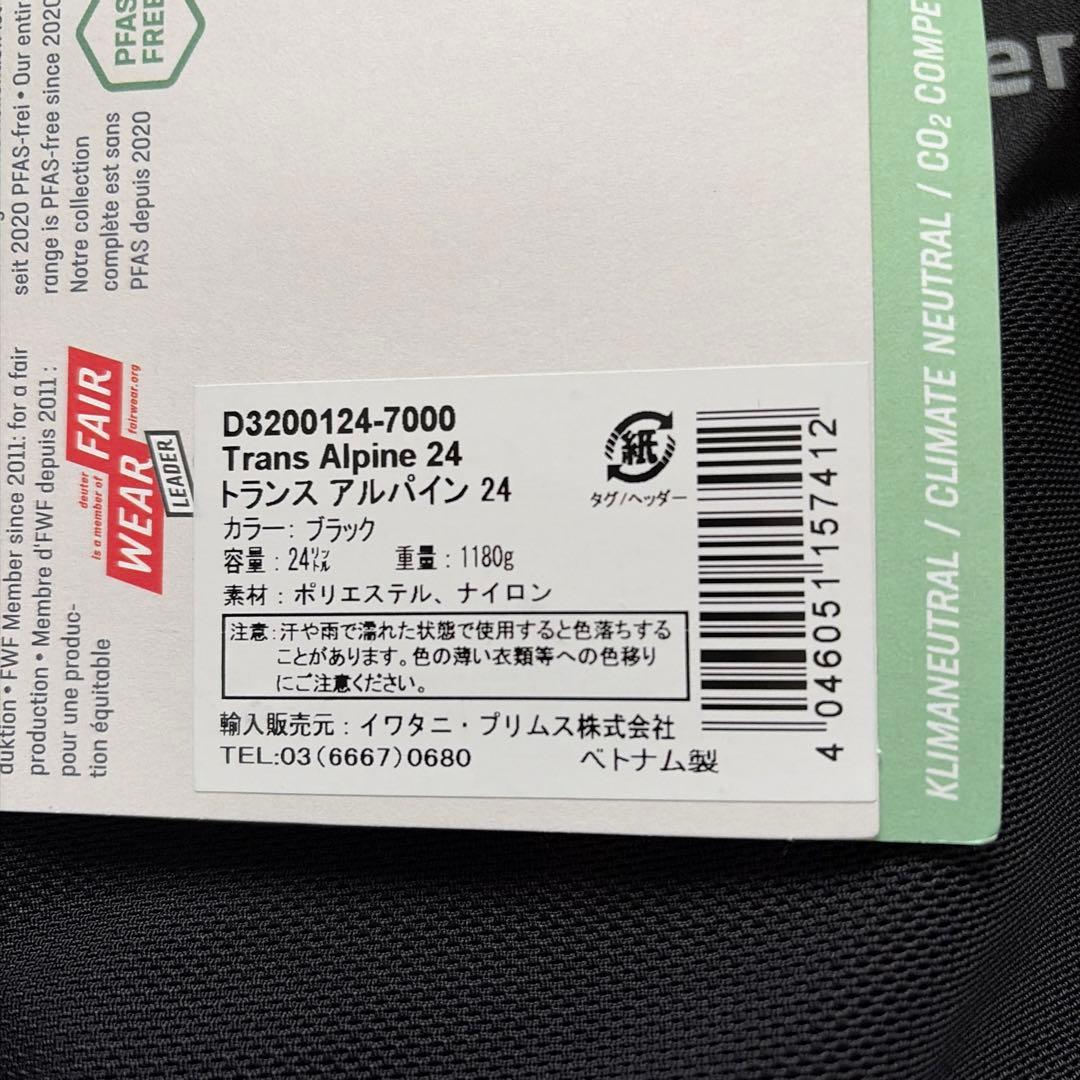 PFAS
FREE
seit 2020 PFAS-frei • Our entire
range is PFAS-free since 2020
Notre collection
complète est sans
PFAS depuis 2020
duktion • FWF Member since 2011: for a fair
production • Membre d'FWF depuis 2011:
pour une produc-
tion équitable
deuter
is a member of
FAIR
WEAR
fairwear.org
LEADER
D3200124-7000
Trans Alpine 24
トランス アルパイン 24
カラー: ブラック
容量:24㍑ 重量:1180g
素材:ポリエステル、ナイロン
注意:汗や雨で濡れた状態で使用すると色落ちする
ことがあります。色の薄い衣類等への色移り
にご注意ください。
輸入販売元:イワタニ・プリムス株式会社
TEL:03(6667)0680 ベトナム製
紙
タグ/ヘッダー
4 046051 157412
KLIMANEUTRAL / CLIMATE NEUTRAL / CO₂ COMPE
er